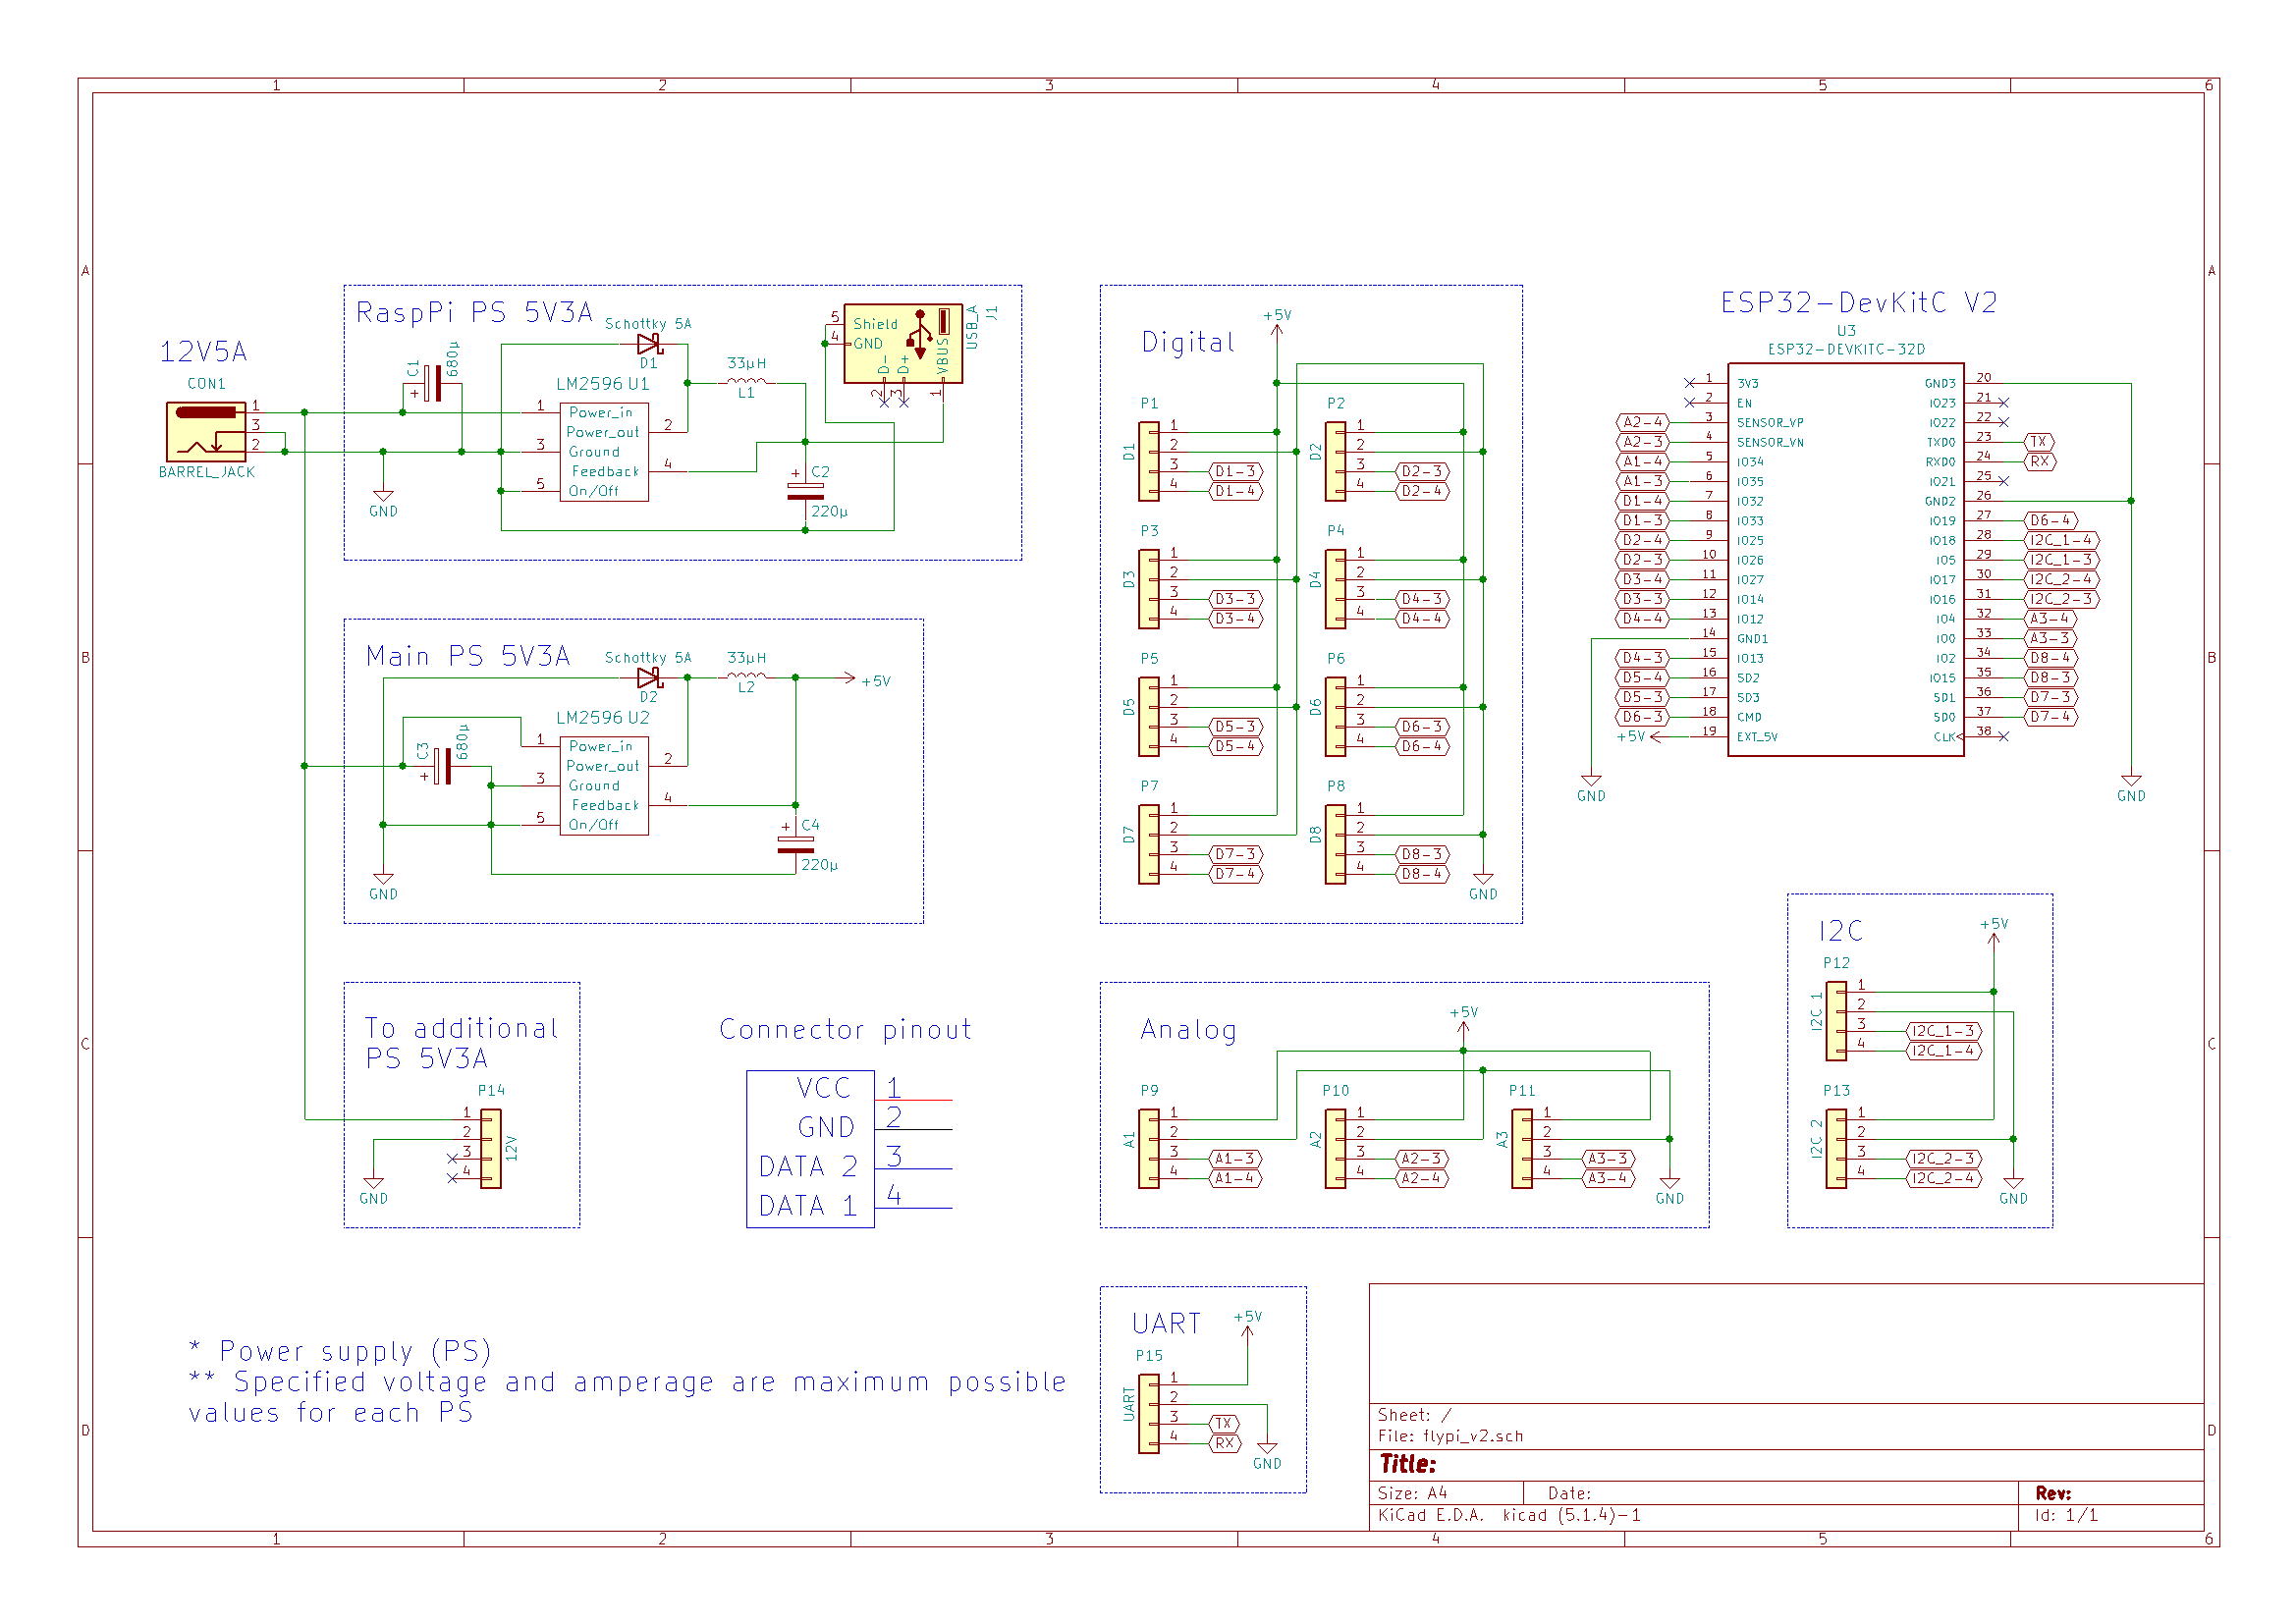 1 2 3 4 5 6
A A
B B
C C
D D
12V5A
CON1
1
3
2
BARREL_JACK
RaspPi PS 5V3A
C1
680µ
+
GND
Schottky 5A
D1
LM2596 U1
1 Power_in
Power_out 2
3 Ground
Feedback 4
5 On/Off
33µH
L1
5 Shield
4 GND
D-
D+
VBUS
2
3
1
USB_A
J1
+ C2
220µ
Main PS 5V3A
Schottky 5A
D2
33µH
L2
+5V
LM2596 U2
C3
680µ
+
1 Power_in
Power_out 2
3 Ground
Feedback 4
5 On/Off
+ C4
220µ
GND
To additional
PS 5V3A
P14
1
2
3
4
12V
GND
Connector pinout
VCC 1
GND 2
DATA 2 3
DATA 1 4
* Power supply (PS)
** Specified voltage and amperage are maximum possible
values for each PS
Digital
+5V
P1
D1
1
2
3 D1-3
4 D1-4
P2
D2
1
2
3 D2-3
4 D2-4
P3
D3
1
2
3 D3-3
4 D3-4
P4
D4
1
2
3 D4-3
4 D4-4
P5
D5
1
2
3 D5-3
4 D5-4
P6
D6
1
2
3 D6-3
4 D6-4
P7
D7
1
2
3 D7-3
4 D7-4
P8
D8
1
2
3 D8-3
4 D8-4
GND
Analog
+5V
P9
A1
1
2
3 A1-3
4 A1-4
P10
A2
1
2
3 A2-3
4 A2-4
P11
A3
1
2
3 A3-3
4 A3-4
GND
UART
+5V
P15
UART
1
2
3 TX
4 RX
GND
ESP32-DevKitC V2
U3
ESP32-DEVKITC-32D
1 3V3
2 EN
A2-4 3 SENSOR_VP
A2-3 4 SENSOR_VN
A1-4 5 IO34
A1-3 6 IO35
D1-4 7 IO32
D1-3 8 IO33
D2-4 9 IO25
D2-3 10 IO26
D3-4 11 IO27
D3-3 12 IO14
D4-4 13 IO12
14 GND1
D4-3 15 IO13
D5-4 16 SD2
D5-3 17 SD3
D6-3 18 CMD
+5V 19 EXT_5V
GND3 20
IO23 21
IO22 22
TXD0 23 TX
RXD0 24 RX
IO21 25
GND2 26
IO19 27 D6-4
IO18 28 I2C_1-4
IO5 29 I2C_1-3
IO17 30 I2C_2-4
IO16 31 I2C_2-3
IO4 32 A3-4
IO0 33 A3-3
IO2 34 D8-4
IO15 35 D8-3
SD1 36 D7-3
SD0 37 D7-4
CLK 38
GND
GND
I2C
+5V
P12
I2C 1
1
2
3 I2C_1-3
4 I2C_1-4
P13
I2C 2
1
2
3 I2C_2-3
4 I2C_2-4
GND
Sheet: /
File: flypi_v2.sch
Title:
Size: A4 Date: Rev:
KiCad E.D.A. kicad (5.1.4)-1 Id: 1/1
1 2 3 4 5 6